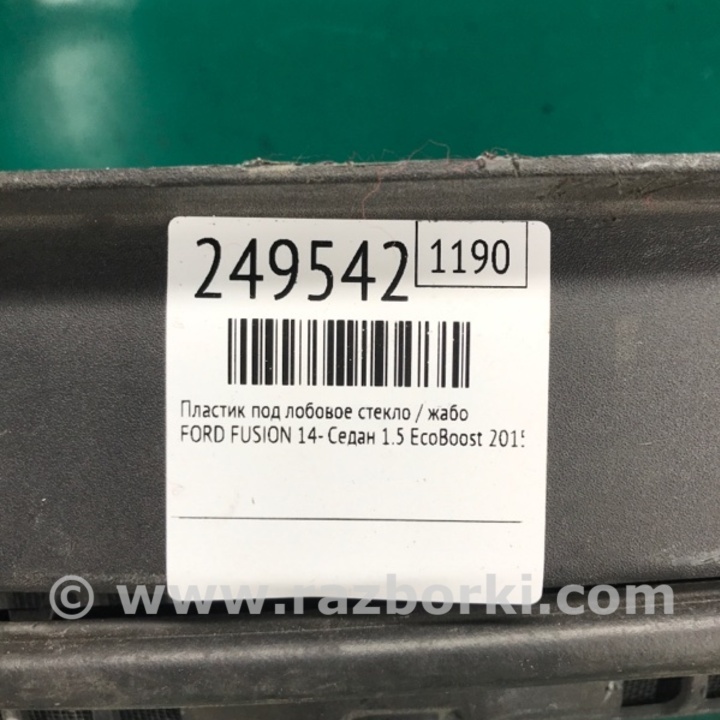 249542
1190
Пластик под лобовое стекло / жабо
FORD FUSION 14- Седан 1.5 EcoBoost 2015
© www.razborki.com